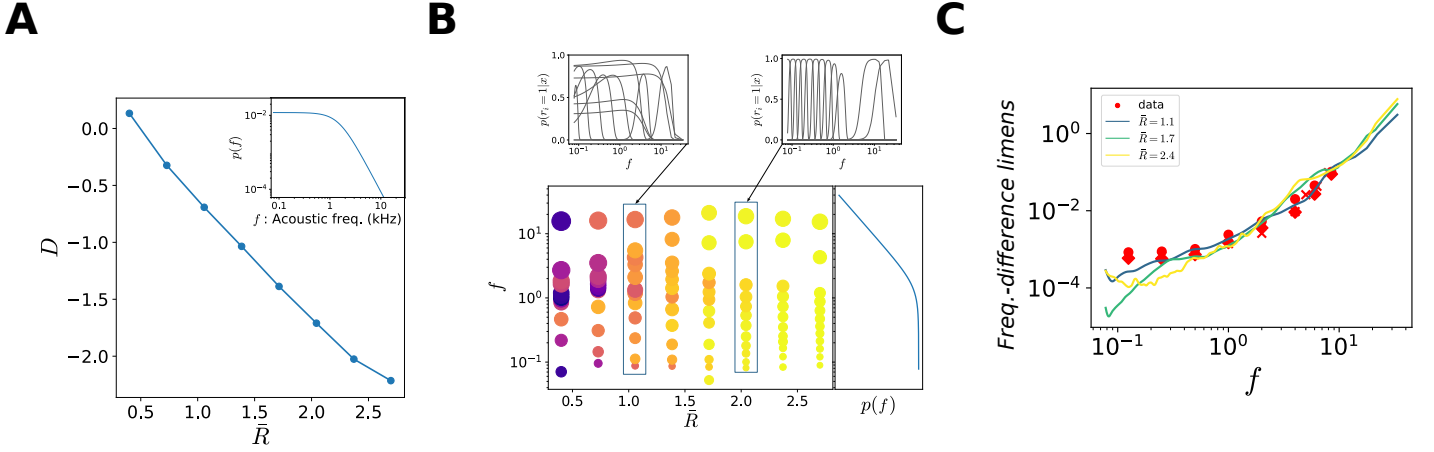 A
0.0
−0.5
−1.0
−1.5
−2.0
D
0.5 1.0 1.5 2.0 2.5
R̄
10⁻²
10⁻⁴
p(f)
0.1 1 10
f : Acoustic freq. (kHz)
B
1.0
0.5
0.0
p(rᵢ = 1|x)
10⁻¹ 10⁰ 10¹
f
1.0
0.5
0.0
p(rᵢ = 1|x)
10⁻¹ 10⁰ 10¹
f
10¹
10⁰
10⁻¹
f
0.5 1.0 1.5 2.0 2.5
R̄
p(f)
C
Freq.-difference limens
10⁰
10⁻²
10⁻⁴
data
R̄ = 1.1
R̄ = 1.7
R̄ = 2.4
10⁻¹ 10⁰ 10¹
f